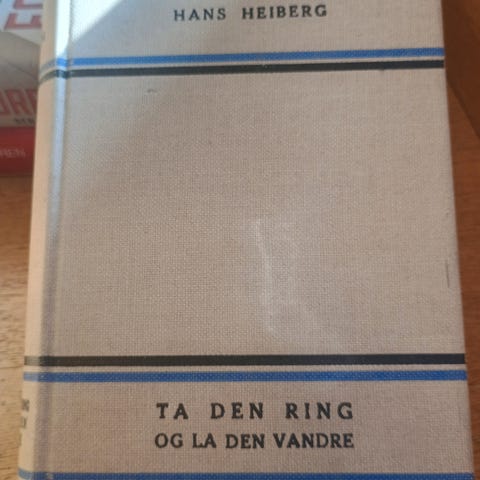 HANS HEIBERG
TA DEN RING
OG LA DEN VANDRE